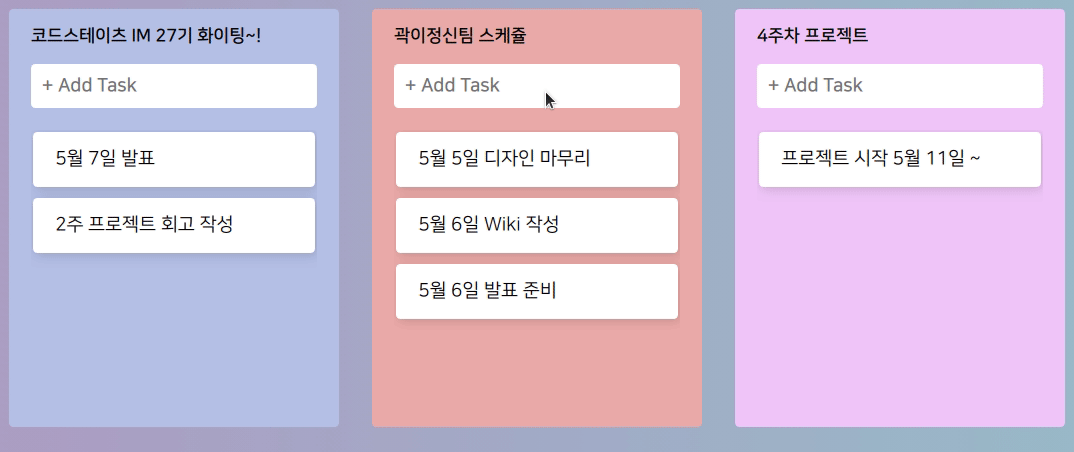 코드스테이츠 IM 27기 화이팅~!
+ Add Task
5월 7일 발표
2주 프로젝트 회고 작성
곽이정신팀 스케쥴
+ Add Task
5월 5일 디자인 마무리
5월 6일 Wiki 작성
5월 6일 발표 준비
4주차 프로젝트
+ Add Task
프로젝트 시작 5월 11일 ~